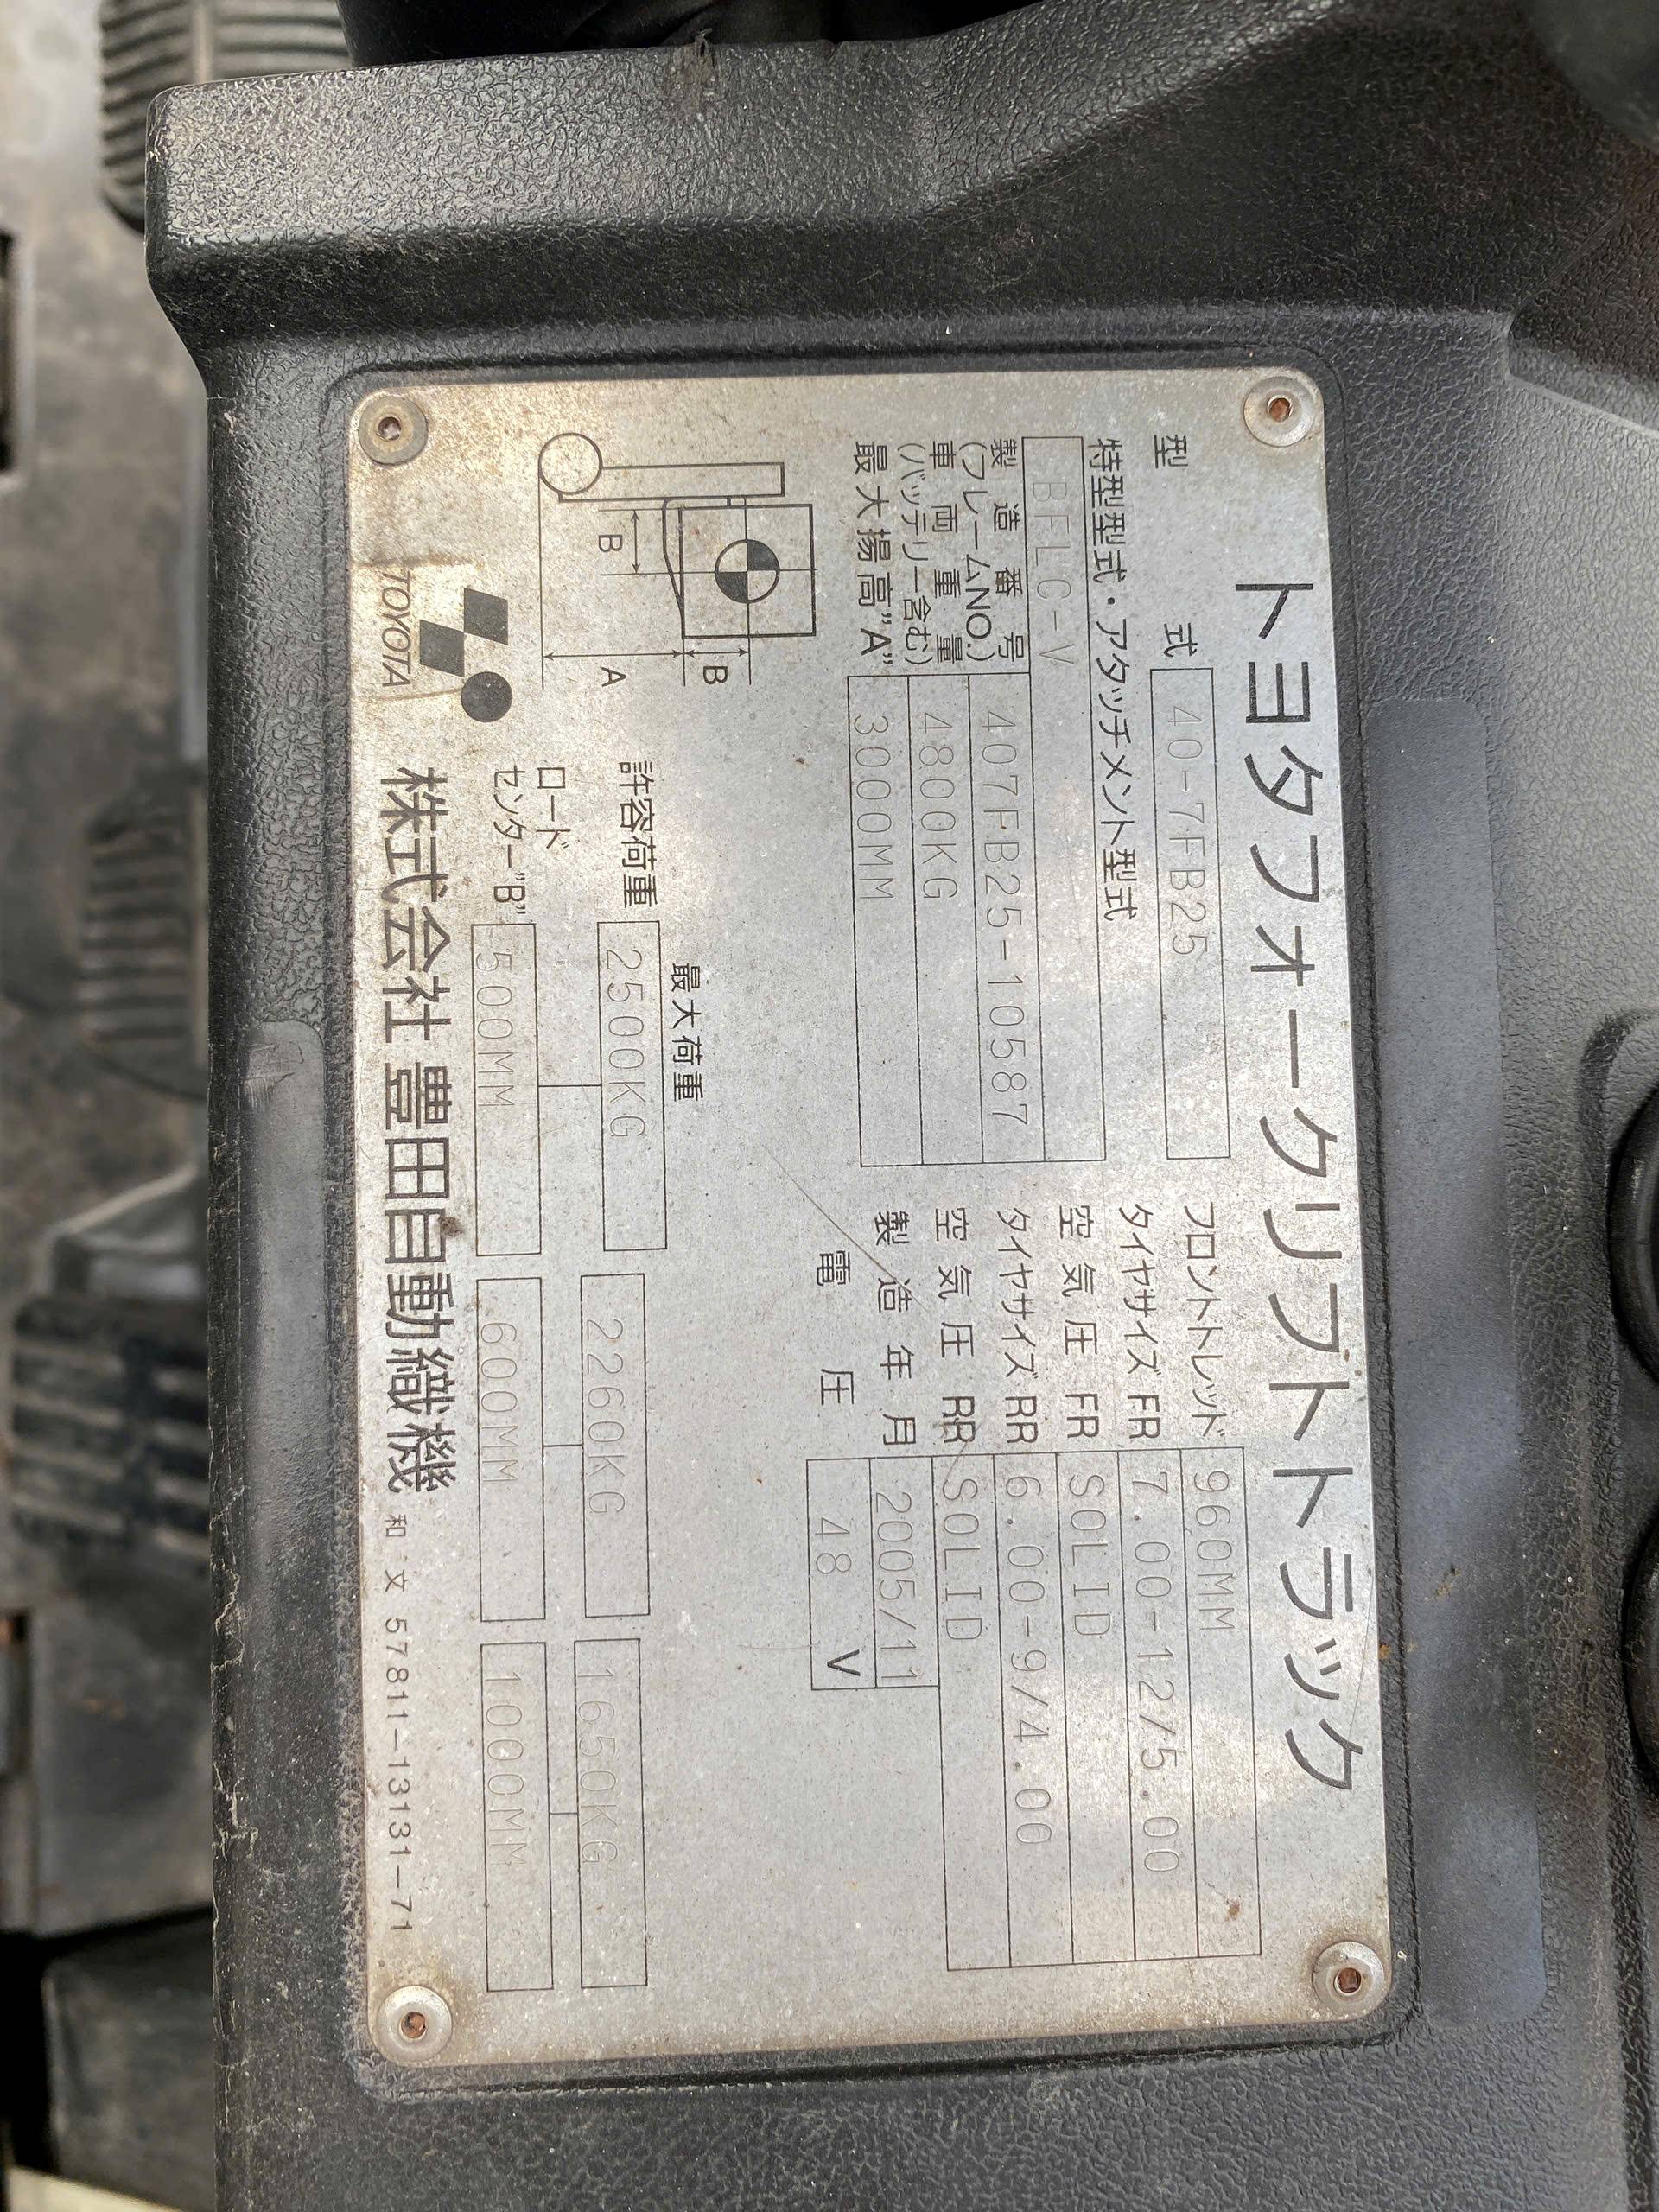 トヨタフォークリフトトラック
型式 40-7FB25
特型型式・アタッチメント型式
BFLC-V
製造番号 407FB25-10587
(フレームNO.)
車両重量 4800KG
(バッテリー含む)
最大揚高"A" 3000MM
フロントトレッド 960MM
タイヤサイズ FR 7.00-12/5.00
空気圧 FR SOLID
タイヤサイズ RR 6.00-9/4.00
空気圧 RR SOLID
製造年月 2005/11
電圧 48 V
B
B
A
最大荷重
許容荷重 2500KG 2260KG 1650KG
ロード
センター"B" 500MM 600MM 1000MM
TOYOTA
株式会社 豊田自動織機 和文 57811-13131-71